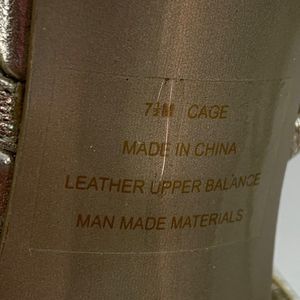 7½M CAGE
MADE IN CHINA
LEATHER UPPER BALANCE
MAN MADE MATERIALS